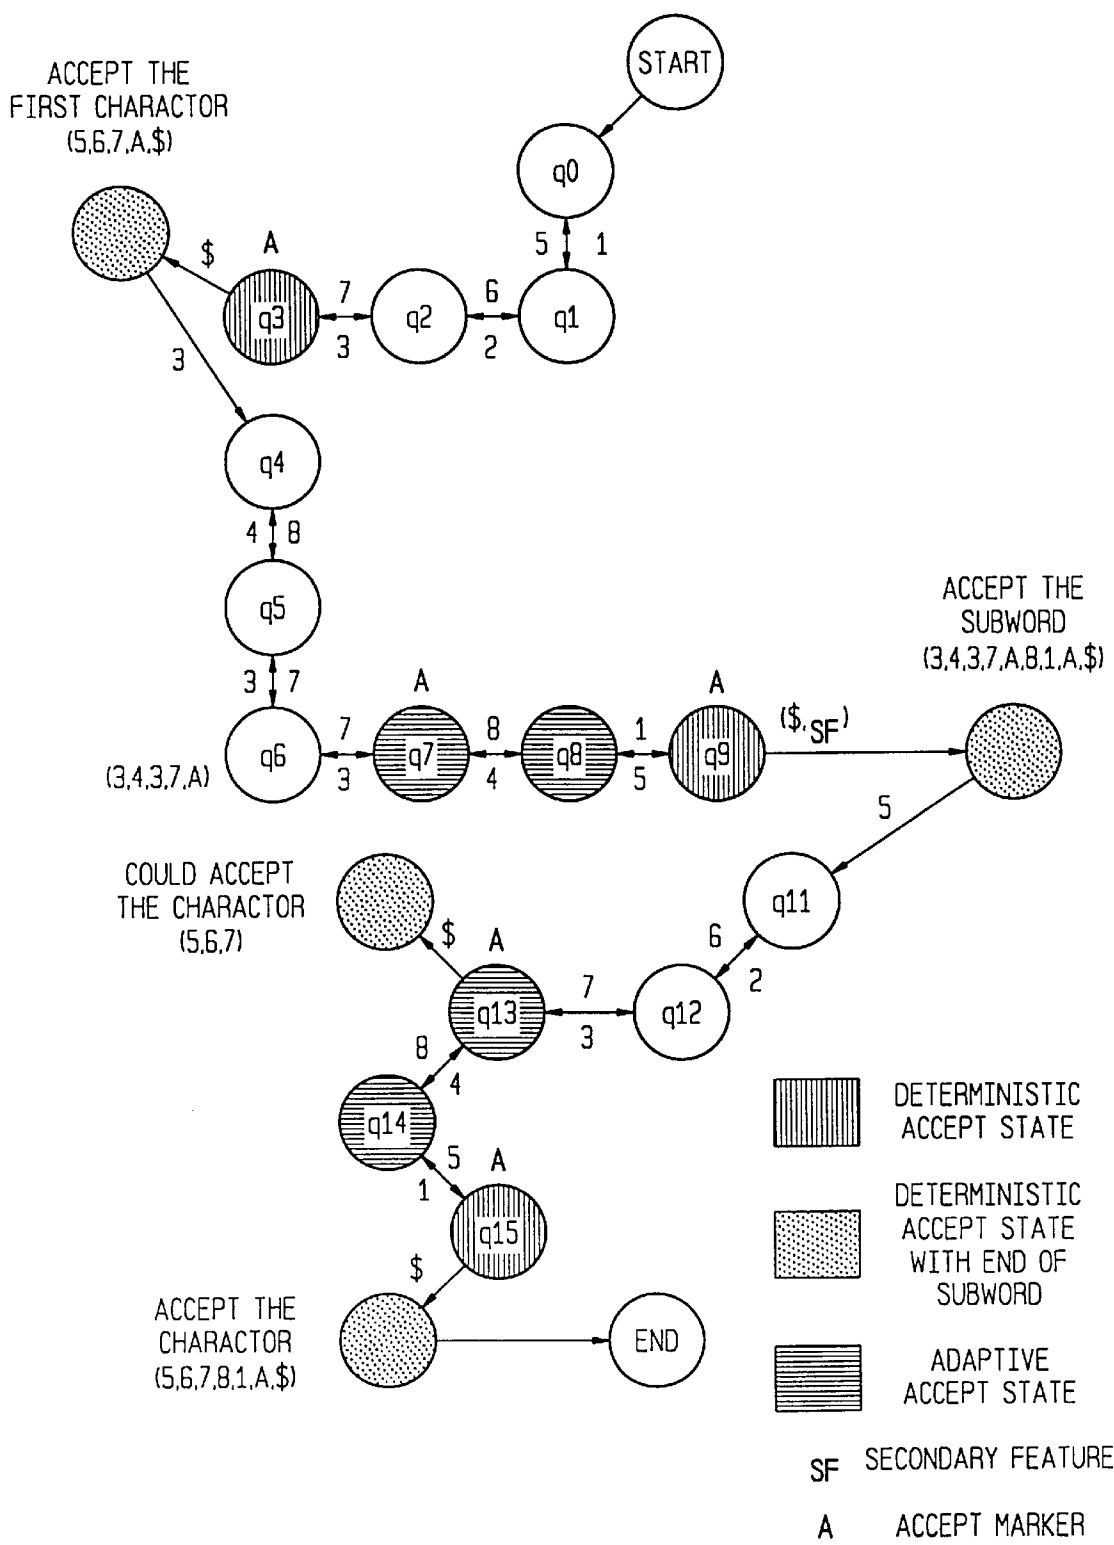 START
ACCEPT THE
FIRST CHARACTOR
(5,6,7,A,$)
q0
5 1
$
A
q3
7
3
q2
6
2
q1
3
q4
4 8
q5
3 7
ACCEPT THE
SUBWORD
(3,4,3,7,A,8,1,A,$)
(3,4,3,7,A)
q6
7
3
A
q7
8
4
q8
1
5
A
q9
($,SF)
5
COULD ACCEPT
THE CHARACTOR
(5,6,7)
$
A
q13
7
3
q12
6
2
q11
8
4
q14
5
1
A
q15
$
ACCEPT THE
CHARACTOR
(5,6,7,8,1,A,$)
END
DETERMINISTIC
ACCEPT STATE
DETERMINISTIC
ACCEPT STATE
WITH END OF
SUBWORD
ADAPTIVE
ACCEPT STATE
SF SECONDARY FEATURE
A ACCEPT MARKER